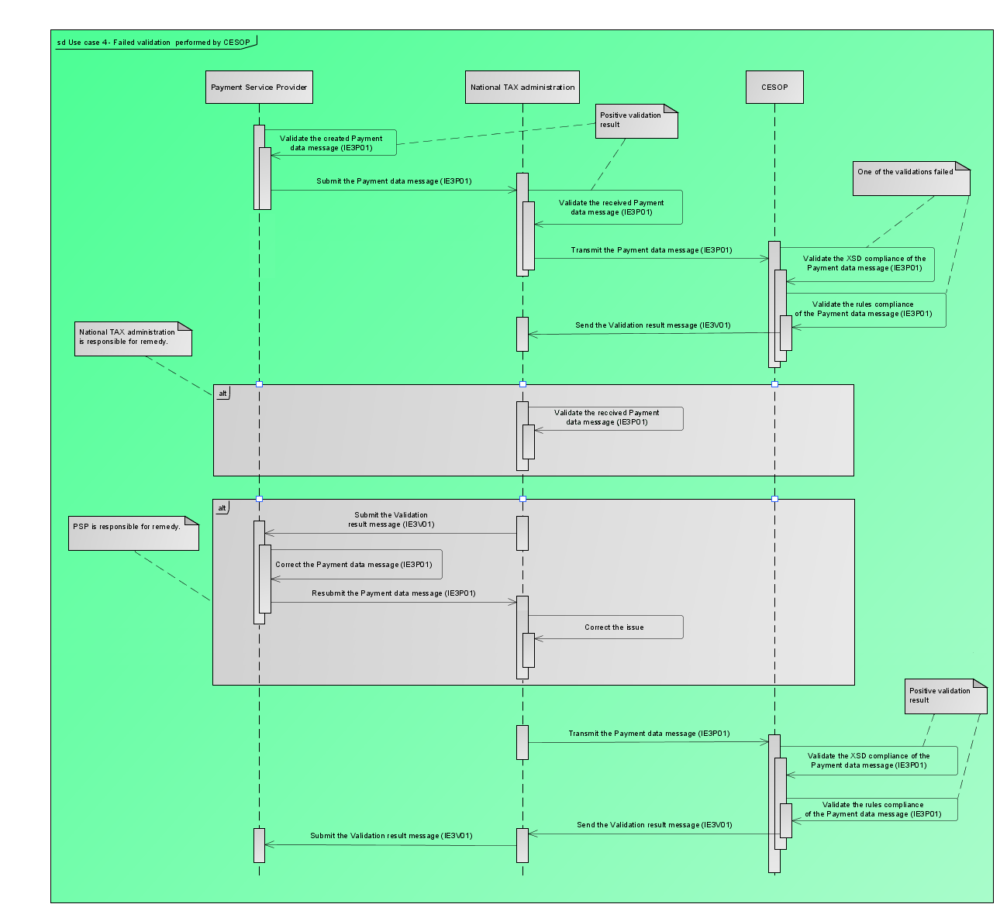 sd Use case 4- Failed validation performed by CESOP
Payment Service Provider
National TAX administration
CESOP
Positive validation
result
Validate the created Payment
data message (IE3P01)
One of the validations failed
Submit the Payment data message (IE3P01)
Validate the received Payment
data message (IE3P01)
Transmit the Payment data message (IE3P01)
Validate the XSD compliance of the
Payment data message (IE3P01)
Validate the rules compliance
of the Payment data message (IE3P01)
Send the Validation result message (IE3V01)
National TAX administration
is responsible for remedy.
alt
Validate the received Payment
data message (IE3P01)
alt
Submit the Validation
result message (IE3V01)
PSP is responsible for remedy.
Correct the Payment data message (IE3P01)
Resubmit the Payment data message (IE3P01)
Correct the issue
Positive validation
result
Transmit the Payment data message (IE3P01)
Validate the XSD compliance of the
Payment data message (IE3P01)
Validate the rules compliance
of the Payment data message (IE3P01)
Send the Validation result message (IE3V01)
Submit the Validation result message (IE3V01)